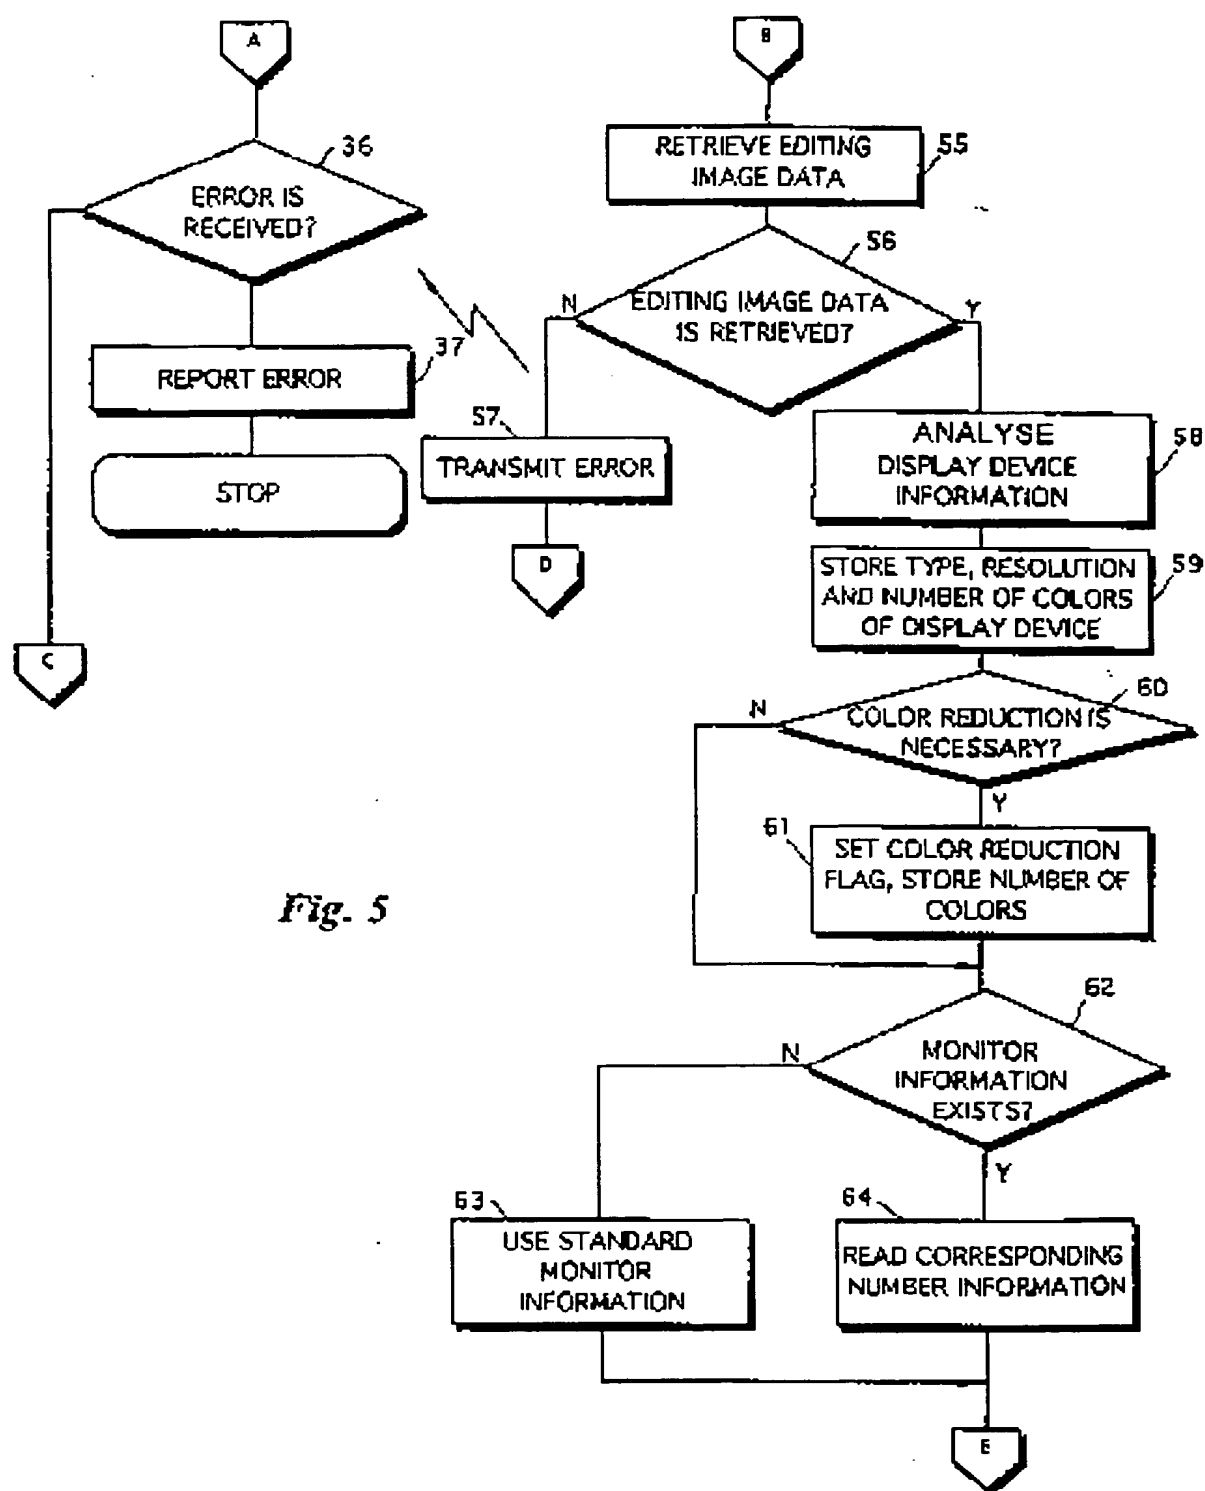 A
36
ERROR IS
RECEIVED?
37
REPORT ERROR
STOP
C
B
RETRIEVE EDITING
IMAGE DATA
55
56
N
EDITING IMAGE DATA
IS RETRIEVED?
Y
57
TRANSMIT ERROR
D
ANALYSE
DISPLAY DEVICE
INFORMATION
58
STORE TYPE, RESOLUTION
AND NUMBER OF COLORS
OF DISPLAY DEVICE
59
60
N
COLOR REDUCTION IS
NECESSARY?
Y
61
SET COLOR REDUCTION
FLAG, STORE NUMBER OF
COLORS
Fig. 5
62
N
MONITOR
INFORMATION
EXISTS?
Y
63
USE STANDARD
MONITOR
INFORMATION
64
READ CORRESPONDING
NUMBER INFORMATION
E